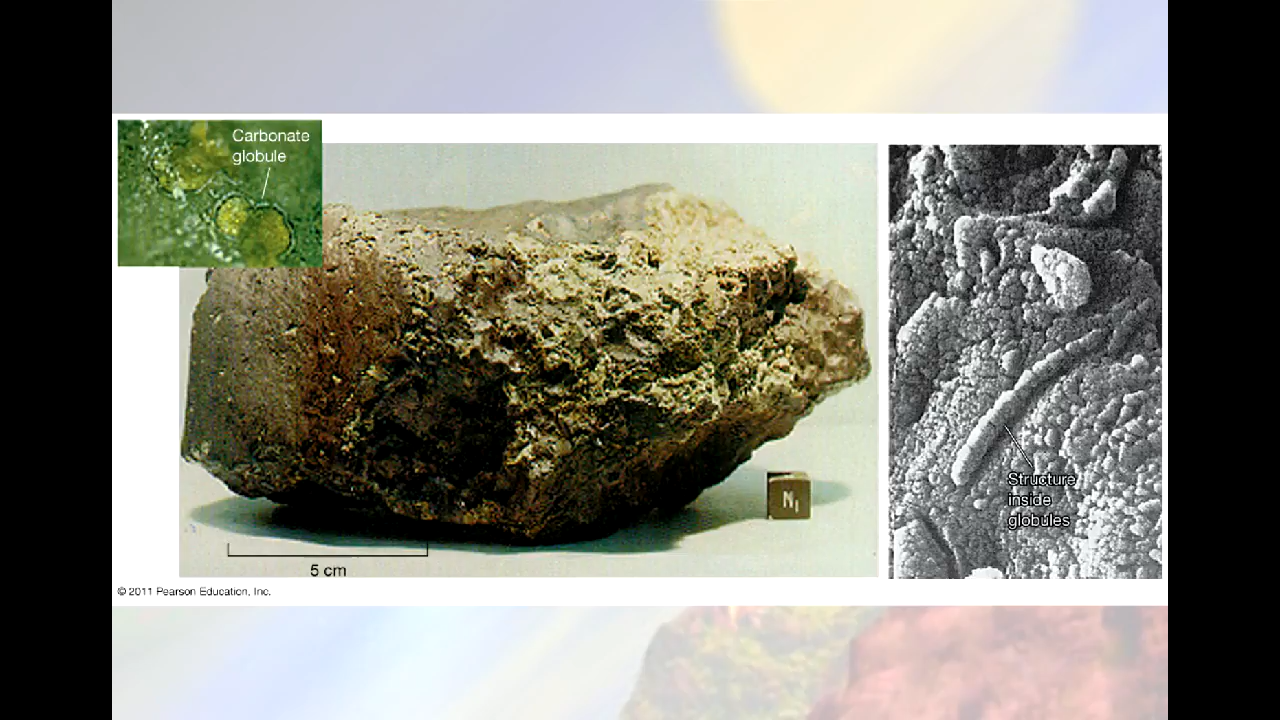 Carbonate
globule
N1
Structure
inside
globules
5 cm
© 2011 Pearson Education, Inc.